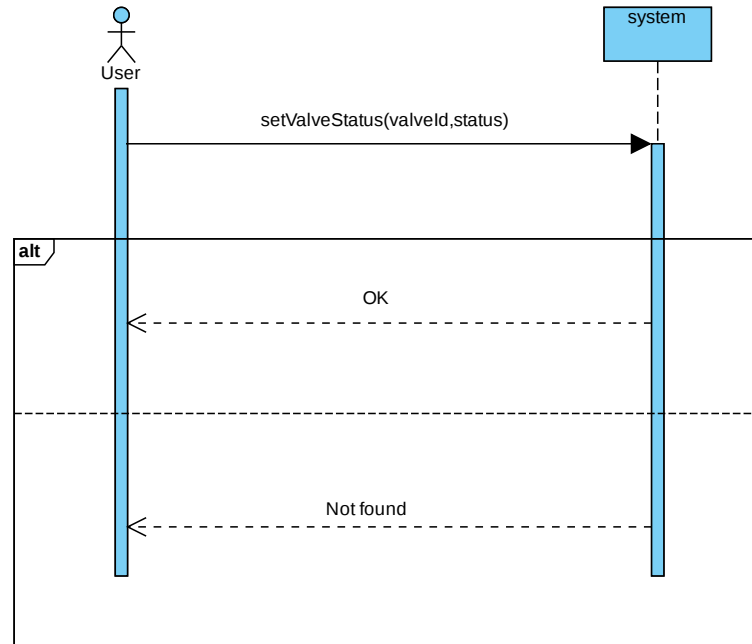 system
User
setValveStatus(valveId,status)
alt
OK
Not found